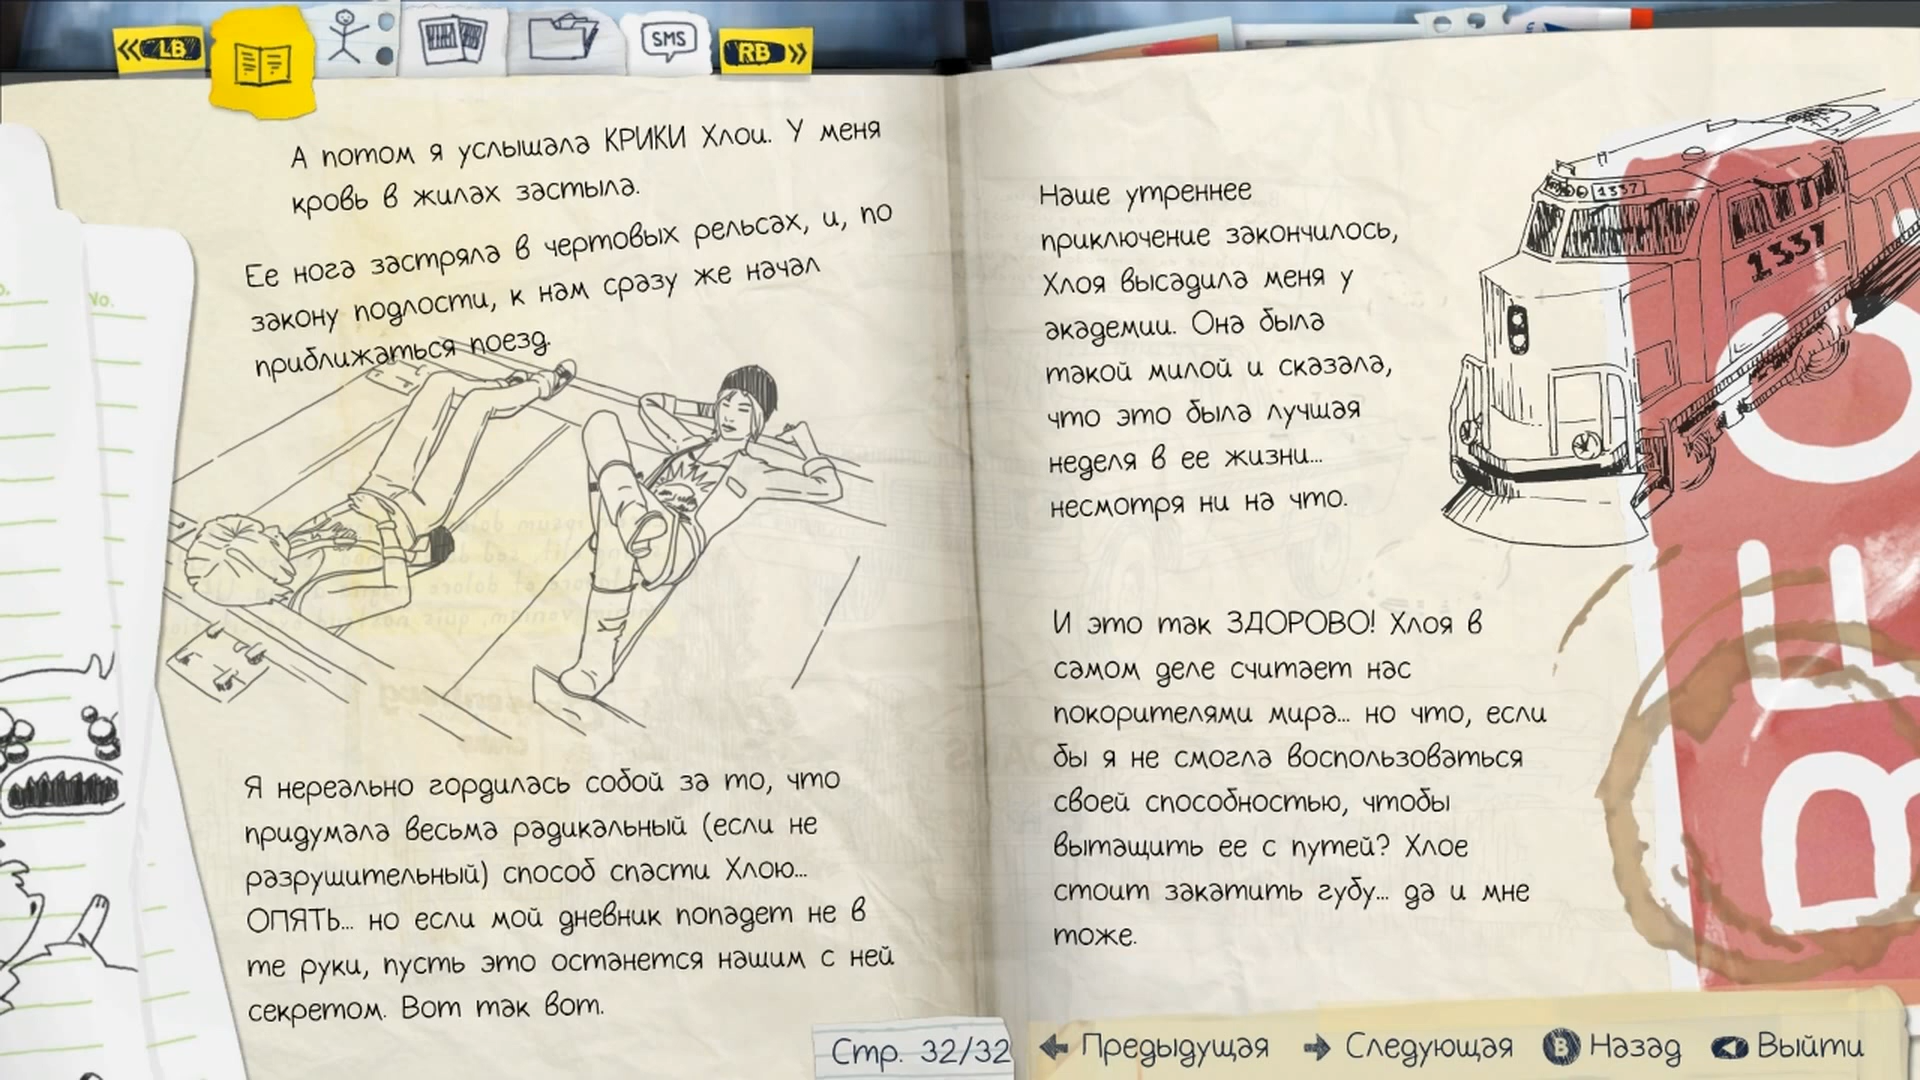 LB
SMS
RB
А потом я услышала КРИКИ Хлои. У меня
кровь в жилах застыла.
Ее нога застряла в чертовых рельсах, и, по
закону подлости, к нам сразу же начал
приближаться поезд.
Я нереально гордилась собой за то, что
придумала весьма радикальный (если не
разрушительный) способ спасти Хлою...
ОПЯТЬ... но если мой дневник попадет не в
те руки, пусть это останется нашим с ней
секретом. Вот так вот.
No.
Наше утреннее
приключение закончилось,
Хлоя высадила меня у
академии. Она была
такой милой и сказала,
что это была лучшая
неделя в ее жизни...
несмотря ни на что.
1337
1337
И это так ЗДОРОВО! Хлоя в
самом деле считает нас
покорителями мира... но что, если
бы я не смогла воспользоваться
своей способностью, чтобы
вытащить ее с путей? Хлое
стоит закатить губу... да и мне
тоже.
Стр. 32/32
Предыдущая
Следующая
B Назад
Выйти